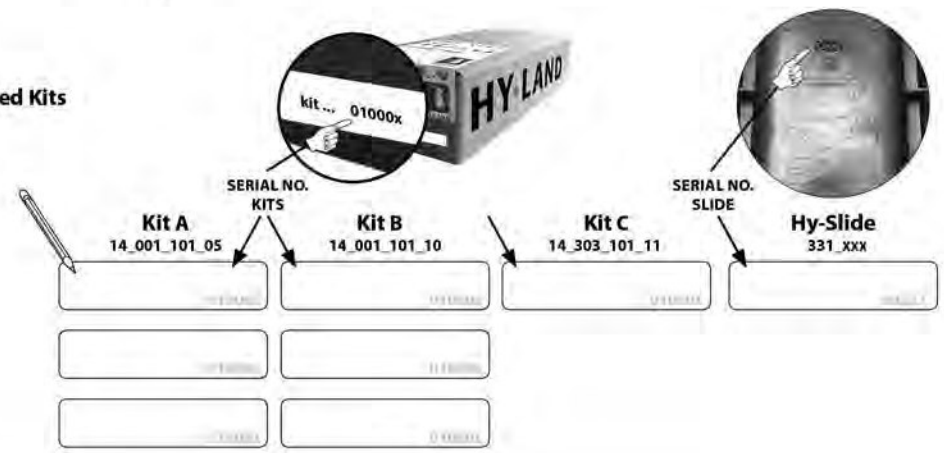 ed Kits
kit ... 01000x
HY-LAND
SERIAL NO.
KITS
SERIAL NO.
SLIDE
Kit A
14_001_101_05
Kit B
14_001_101_10
Kit C
14_303_101_11
Hy-Slide
331_xxx